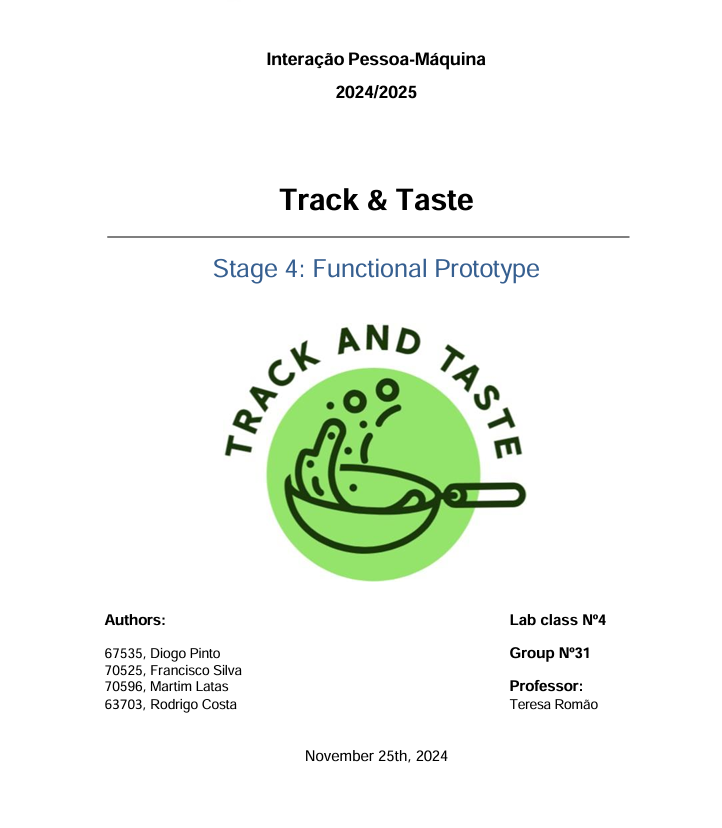 Interação Pessoa-Máquina
2024/2025
Track & Taste
Stage 4: Functional Prototype
TRACK AND TASTE
Authors:
67535, Diogo Pinto
70525, Francisco Silva
70596, Martim Latas
63703, Rodrigo Costa
Lab class Nº4
Group Nº31
Professor:
Teresa Romão
November 25th, 2024